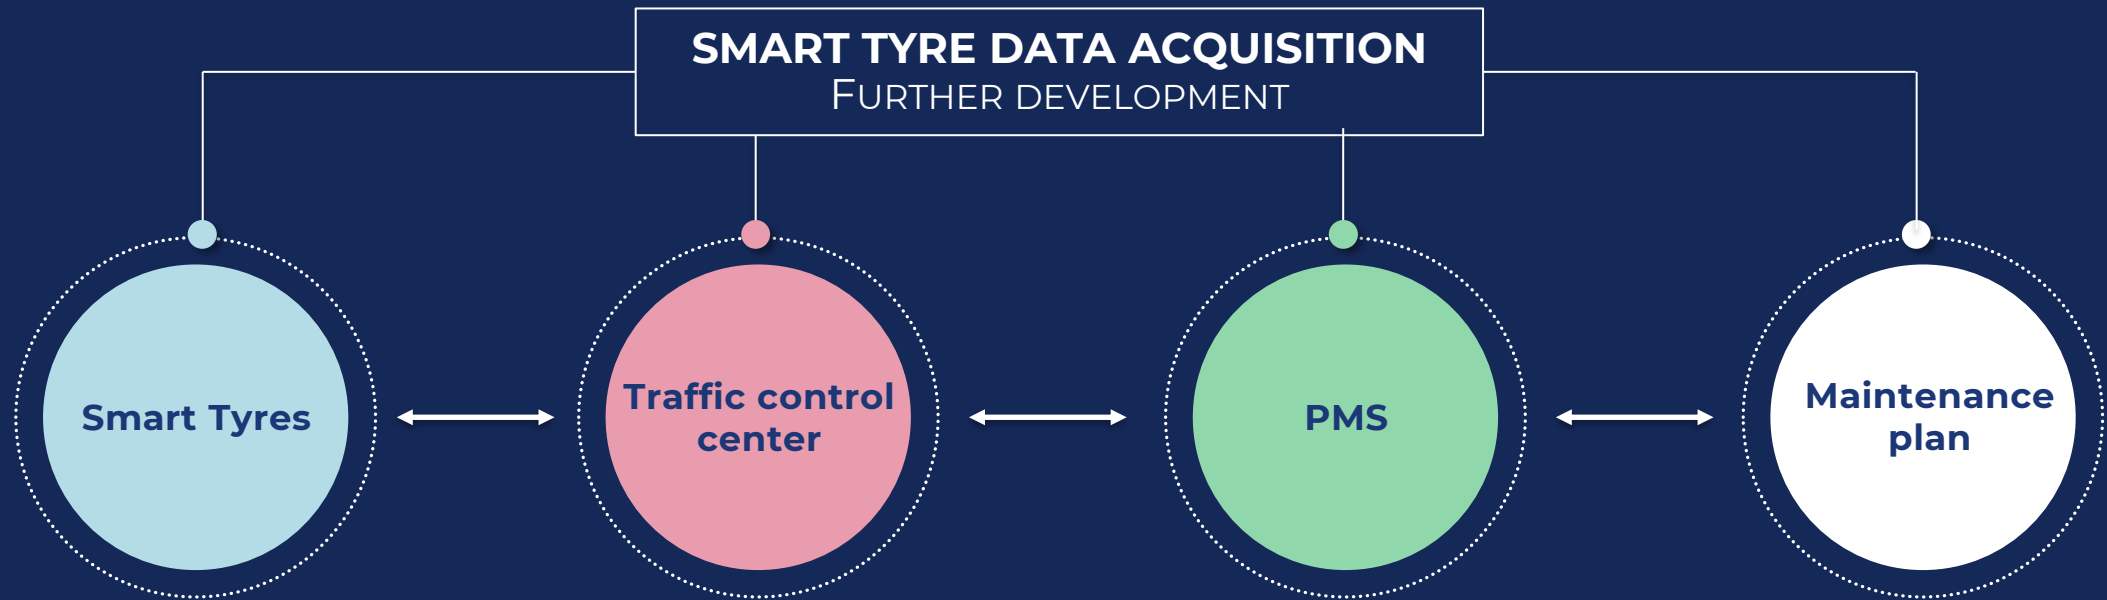 SMART TYRE DATA ACQUISITION
FURTHER DEVELOPMENT
Smart Tyres
Traffic control
center
PMS
Maintenance
plan